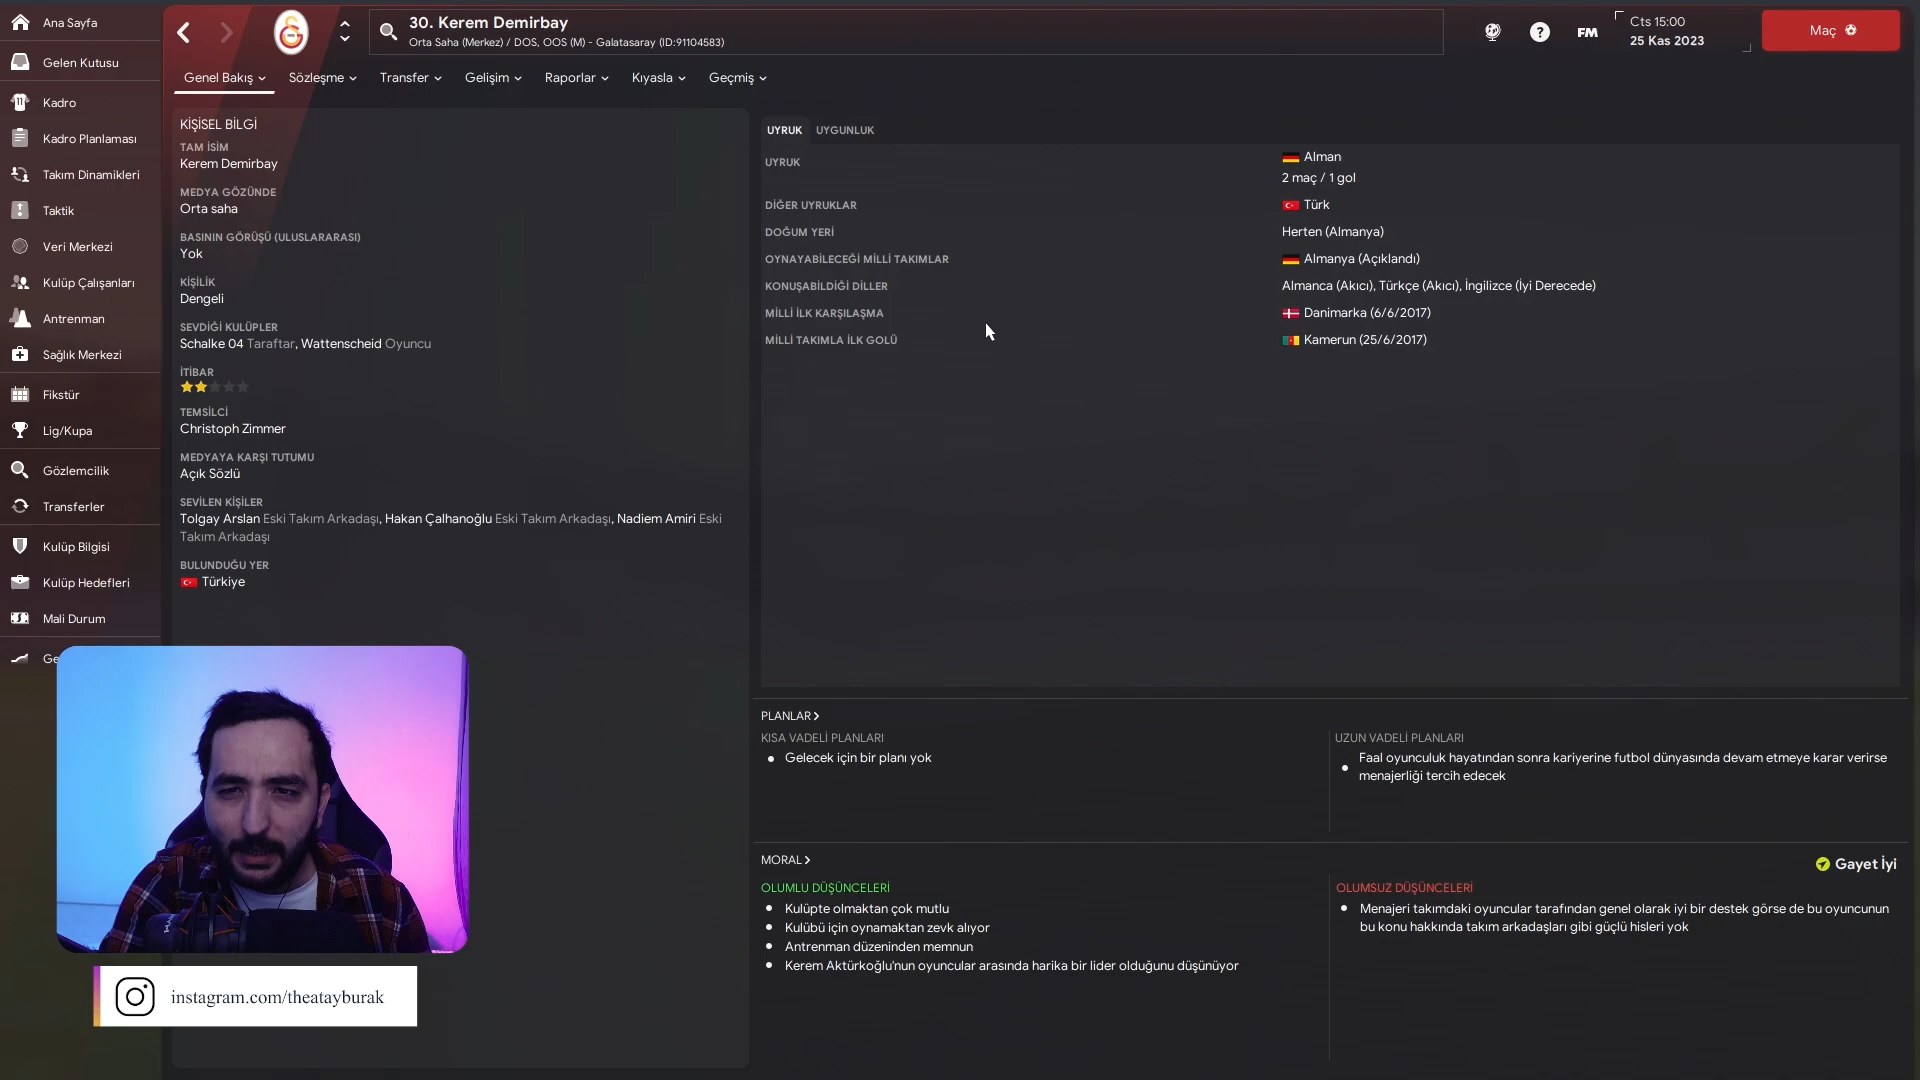 Ana Sayfa
Gelen Kutusu
Kadro
Kadro Planlaması
Takım Dinamikleri
Taktik
Veri Merkezi
Kulüp Çalışanları
Antrenman
Sağlık Merkezi
Fikstür
Lig/Kupa
Gözlemcilik
Transferler
Kulüp Bilgisi
Kulüp Hedefleri
Mali Durum
Ge
30. Kerem Demirbay
Orta Saha (Merkez) / DOS, OOS (M) - Galatasaray (ID:91104583)
FM
Cts 15:00
25 Kas 2023
Maç
Genel Bakış
Sözleşme
Transfer
Gelişim
Raporlar
Kıyasla
Geçmiş
KİŞİSEL BİLGİ
TAM İSİM
Kerem Demirbay
MEDYA GÖZÜNDE
Orta saha
BASININ GÖRÜŞÜ (ULUSLARARASI)
Yok
KİŞİLİK
Dengeli
SEVDİĞİ KULÜPLER
Schalke 04 Taraftar, Wattenscheid Oyuncu
İTİBAR
TEMSİLCİ
Christoph Zimmer
MEDYAYA KARŞI TUTUMU
Açık Sözlü
SEVİLEN KİŞİLER
Tolgay Arslan Eski Takım Arkadaşı, Hakan Çalhanoğlu Eski Takım Arkadaşı, Nadiem Amiri Eski
Takım Arkadaşı
BULUNDUĞU YER
Türkiye
UYRUK
UYGUNLUK
UYRUK
Alman
2 maç / 1 gol
DİĞER UYRUKLAR
Türk
DOĞUM YERİ
Herten (Almanya)
OYNAYABİLECEĞİ MİLLİ TAKIMLAR
Almanya (Açıklandı)
KONUŞABİLDİĞİ DİLLER
Almanca (Akıcı), Türkçe (Akıcı), İngilizce (İyi Derecede)
MİLLİ İLK KARŞILAŞMA
Danimarka (6/6/2017)
MİLLİ TAKIMLA İLK GOLÜ
Kamerun (25/6/2017)
PLANLAR
KISA VADELİ PLANLARI
Gelecek için bir planı yok
UZUN VADELİ PLANLARI
Faal oyunculuk hayatından sonra kariyerine futbol dünyasında devam etmeye karar verirse
menajerliği tercih edecek
MORAL
Gayet İyi
OLUMLU DÜŞÜNCELERİ
Kulüpte olmaktan çok mutlu
Kulübü için oynamaktan zevk alıyor
Antrenman düzeninden memnun
Kerem Aktürkoğlu'nun oyuncular arasında harika bir lider olduğunu düşünüyor
OLUMSUZ DÜŞÜNCELERİ
Menajeri takımdaki oyuncular tarafından genel olarak iyi bir destek görse de bu oyuncunun
bu konu hakkında takım arkadaşları gibi güçlü hisleri yok
instagram.com/theatayburak